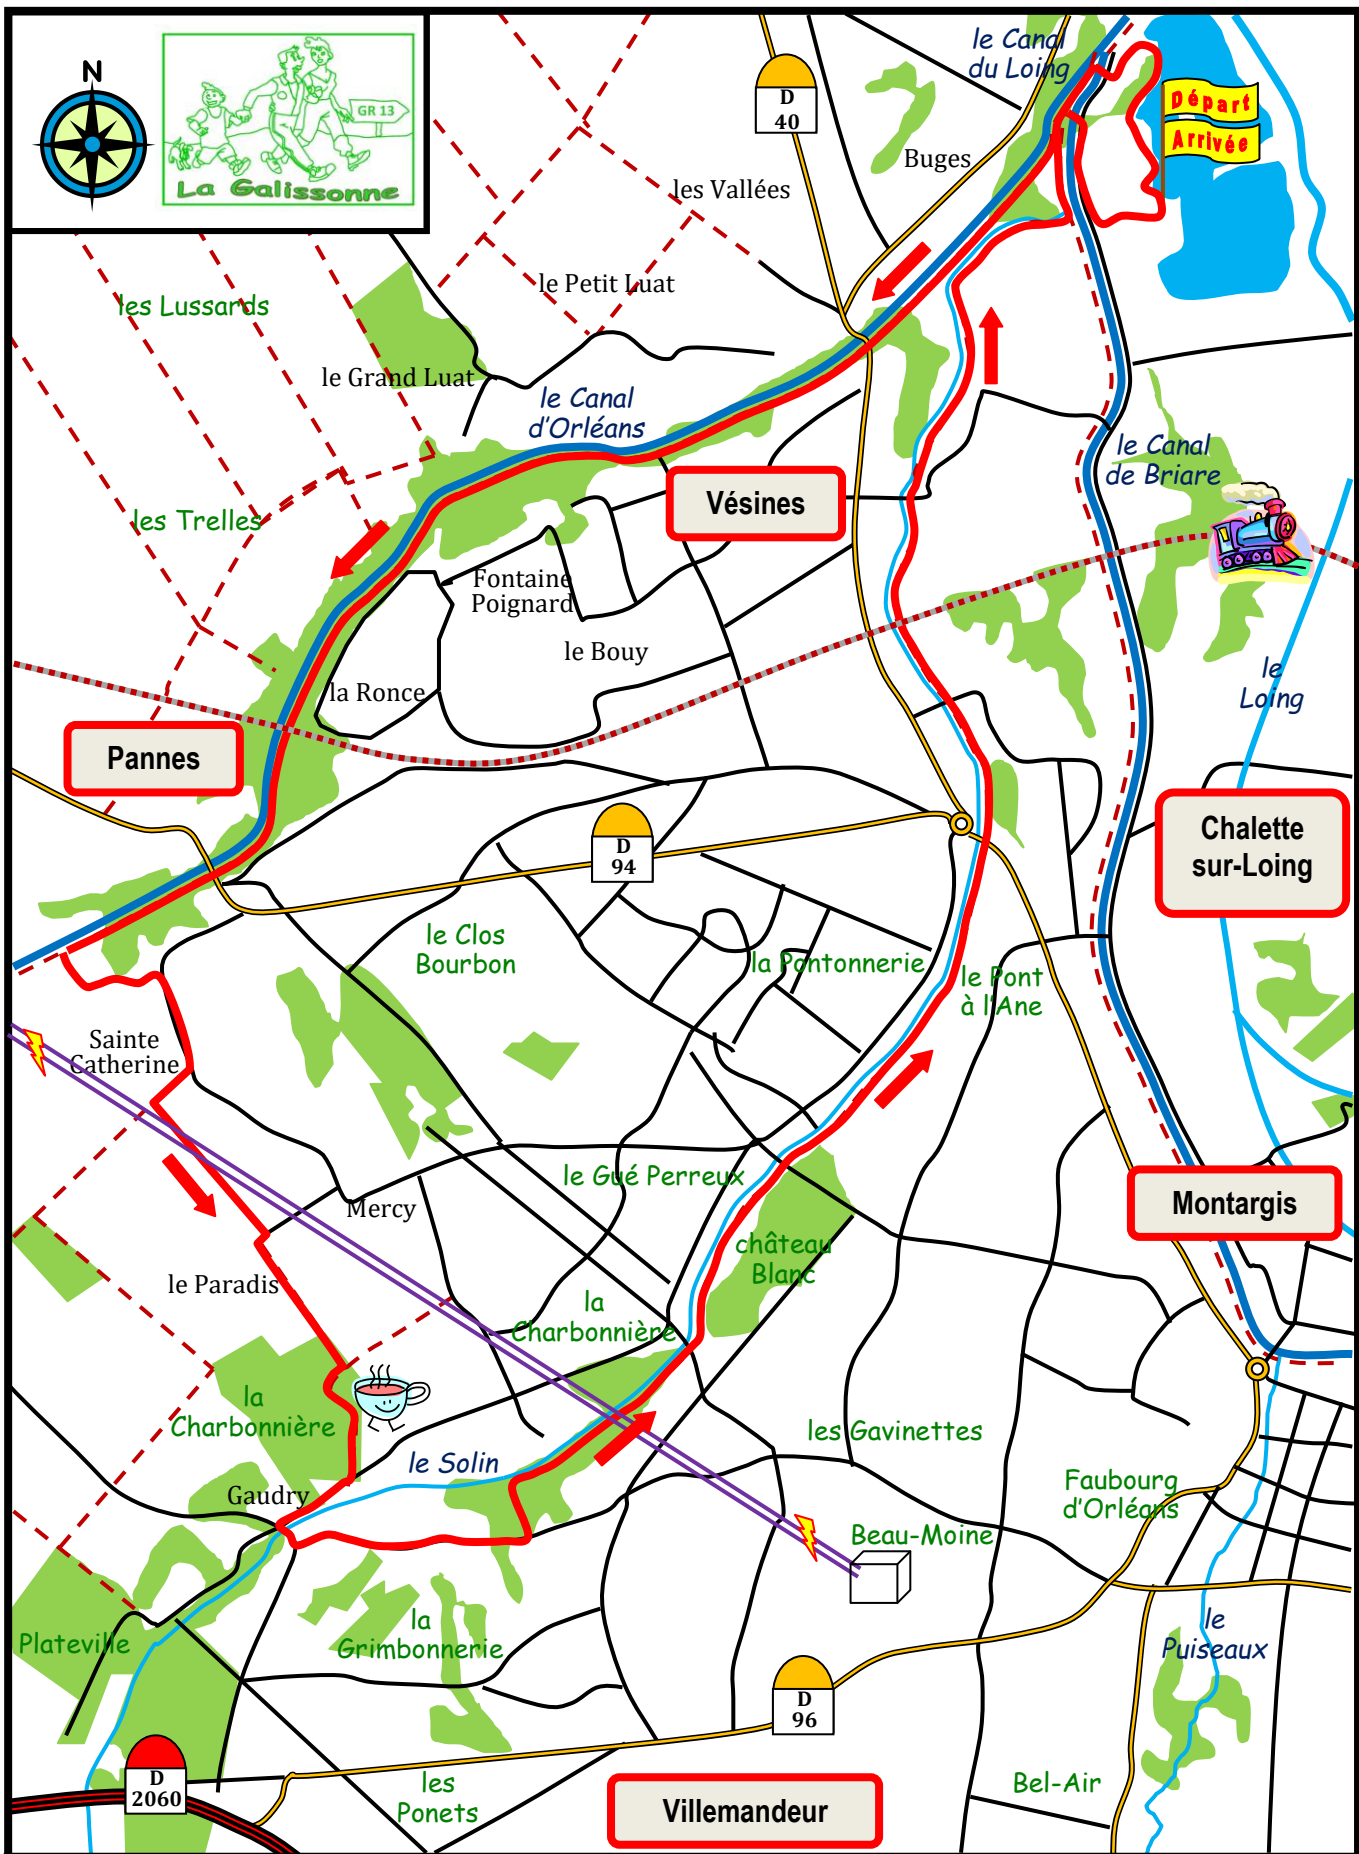 N
GR 13
La Galissonne
le Canal
du Loing
Départ
Arrivée
D
40
Buges
les Vallées
le Petit Luat
les Lussards
le Grand Luat
le Canal
d'Orléans
le Canal
de Briare
Vésines
les Trelles
Fontaine
Poignard
le Bouy
la Ronce
le
Loing
Pannes
Chalette
sur-Loing
D
94
le Clos
Bourbon
la Pontonnerie
le Pont
à l'Ane
Sainte
Catherine
le Gué Perreux
Mercy
Montargis
château
Blanc
le Paradis
la
Charbonnière
la
Charbonnière
les Gavinettes
le Solin
Gaudry
Faubourg
d'Orléans
Beau-Moine
la
Grimbonnerie
Plateville
le
Puiseaux
D
96
D
2060
les
Ponets
Bel-Air
Villemandeur